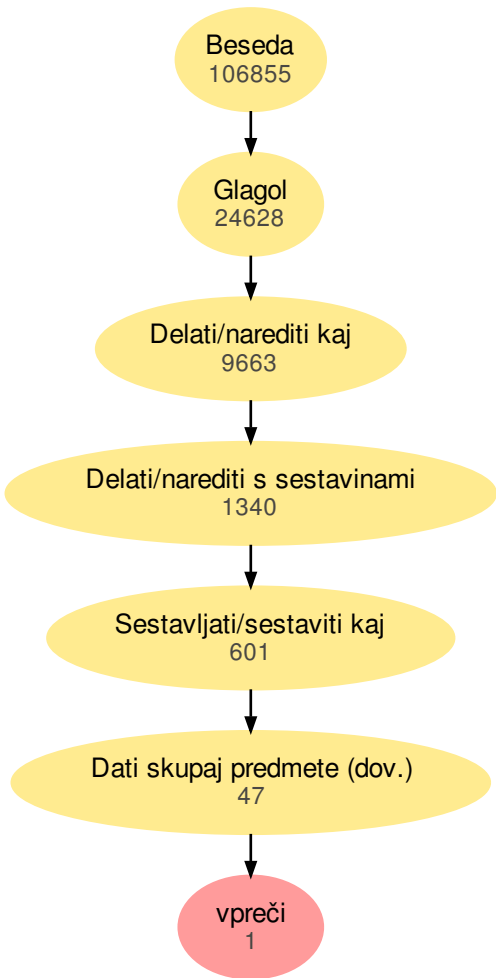 Beseda
106855
Glagol
24628
Delati/narediti kaj
9663
Delati/narediti s sestavinami
1340
Sestavljati/sestaviti kaj
601
Dati skupaj predmete (dov.)
47
vpreči
1